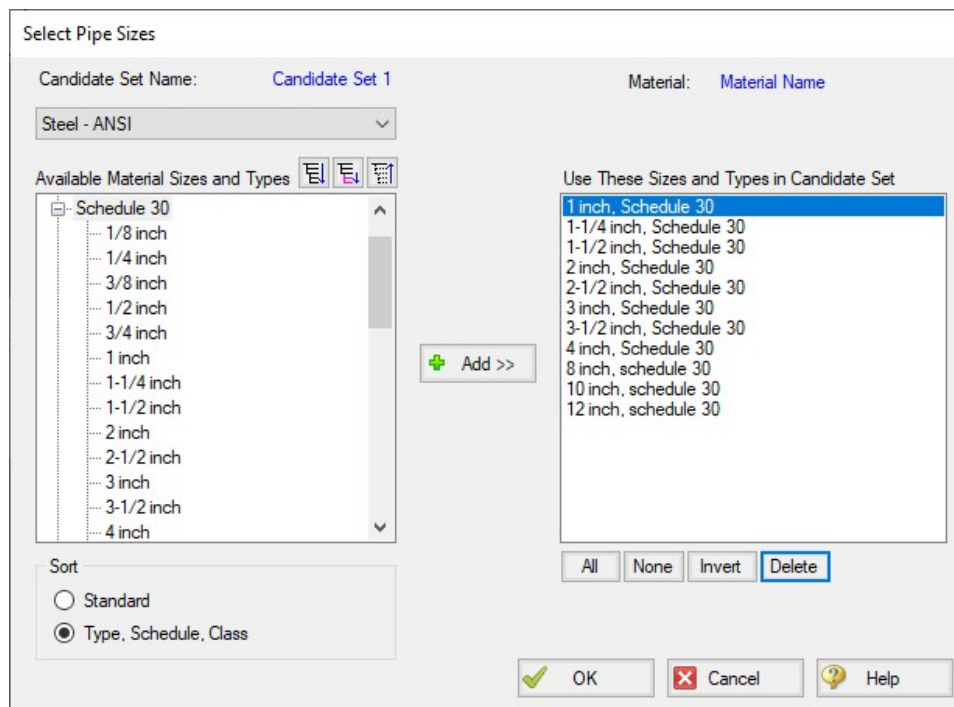 Select Pipe Sizes
Candidate Set Name: Candidate Set 1
Material: Material Name
Steel - ANSI
Available Material Sizes and Types
Schedule 30
1/8 inch
1/4 inch
3/8 inch
1/2 inch
3/4 inch
1 inch
1-1/4 inch
1-1/2 inch
2 inch
2-1/2 inch
3 inch
3-1/2 inch
4 inch
Sort
Standard
Type, Schedule, Class
Add >>
Use These Sizes and Types in Candidate Set
1 inch, Schedule 30
1-1/4 inch, Schedule 30
1-1/2 inch, Schedule 30
2 inch, Schedule 30
2-1/2 inch, Schedule 30
3 inch, Schedule 30
3-1/2 inch, Schedule 30
4 inch, Schedule 30
8 inch, schedule 30
10 inch, schedule 30
12 inch, schedule 30
All None Invert Delete
OK Cancel Help